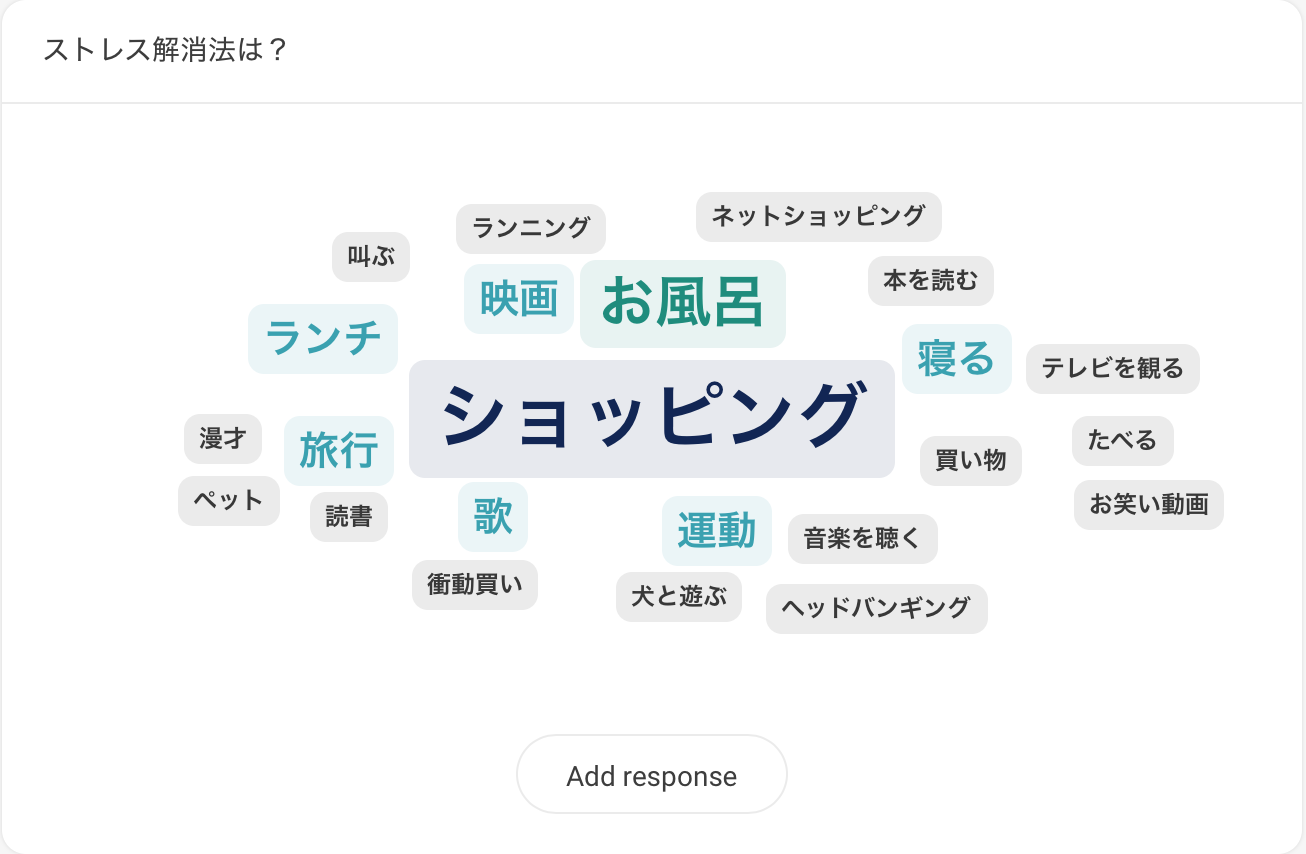 ストレス解消法は？
ネットショッピング
ランニング
叫ぶ
本を読む
映画
お風呂
ランチ
寝る
テレビを観る
ショッピング
漫才
旅行
買い物
たべる
ペット
読書
お笑い動画
歌
運動
音楽を聴く
衝動買い
犬と遊ぶ
ヘッドバンギング
Add response